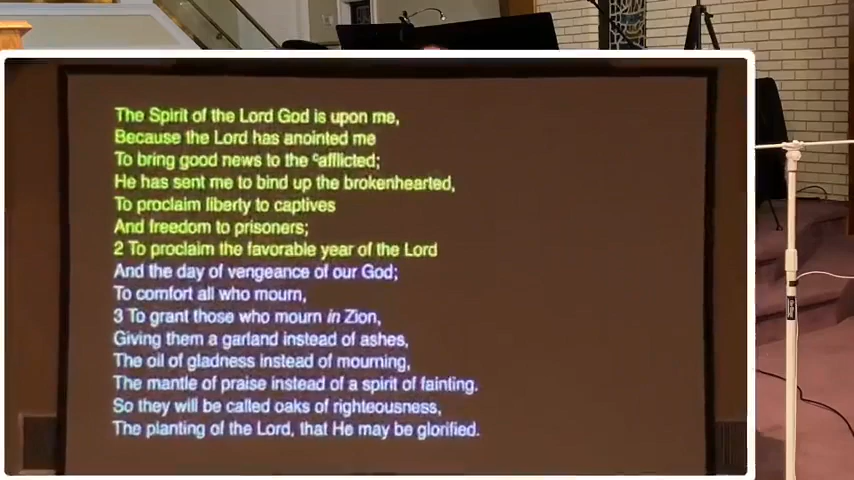 The Spirit of the Lord God is upon me,
Because the Lord has anointed me
To bring good news to the cafflicted;
He has sent me to bind up the brokenhearted,
To proclaim liberty to captives
And freedom to prisoners;
2 To proclaim the favorable year of the Lord
And the day of vengeance of our God;
To comfort all who mourn,
3 To grant those who mourn in Zion,
Giving them a garland instead of ashes,
The oil of gladness instead of mourning,
The mantle of praise instead of a spirit of fainting.
So they will be called oaks of righteousness,
The planting of the Lord, that He may be glorified.